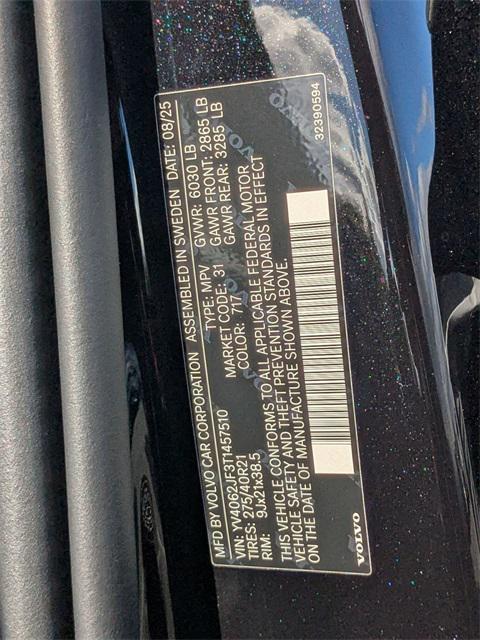 MFD BY VOLVO CAR CORPORATION ASSEMBLED IN SWEDEN DATE: 08/25
VIN: YV4062JF3T1457510 TYPE: MPV GVWR: 6030 LB
TIRES: 275/40R21 MARKET CODE: 31 GAWR FRONT: 2865 LB
RIM: 9Jx21x38.5 COLOR: 717 GAWR REAR: 3285 LB
THIS VEHICLE CONFORMS TO ALL APPLICABLE FEDERAL MOTOR
VEHICLE SAFETY AND THEFT PREVENTION STANDARDS IN EFFECT
ON THE DATE OF MANUFACTURE SHOWN ABOVE.
VOLVO 32390594